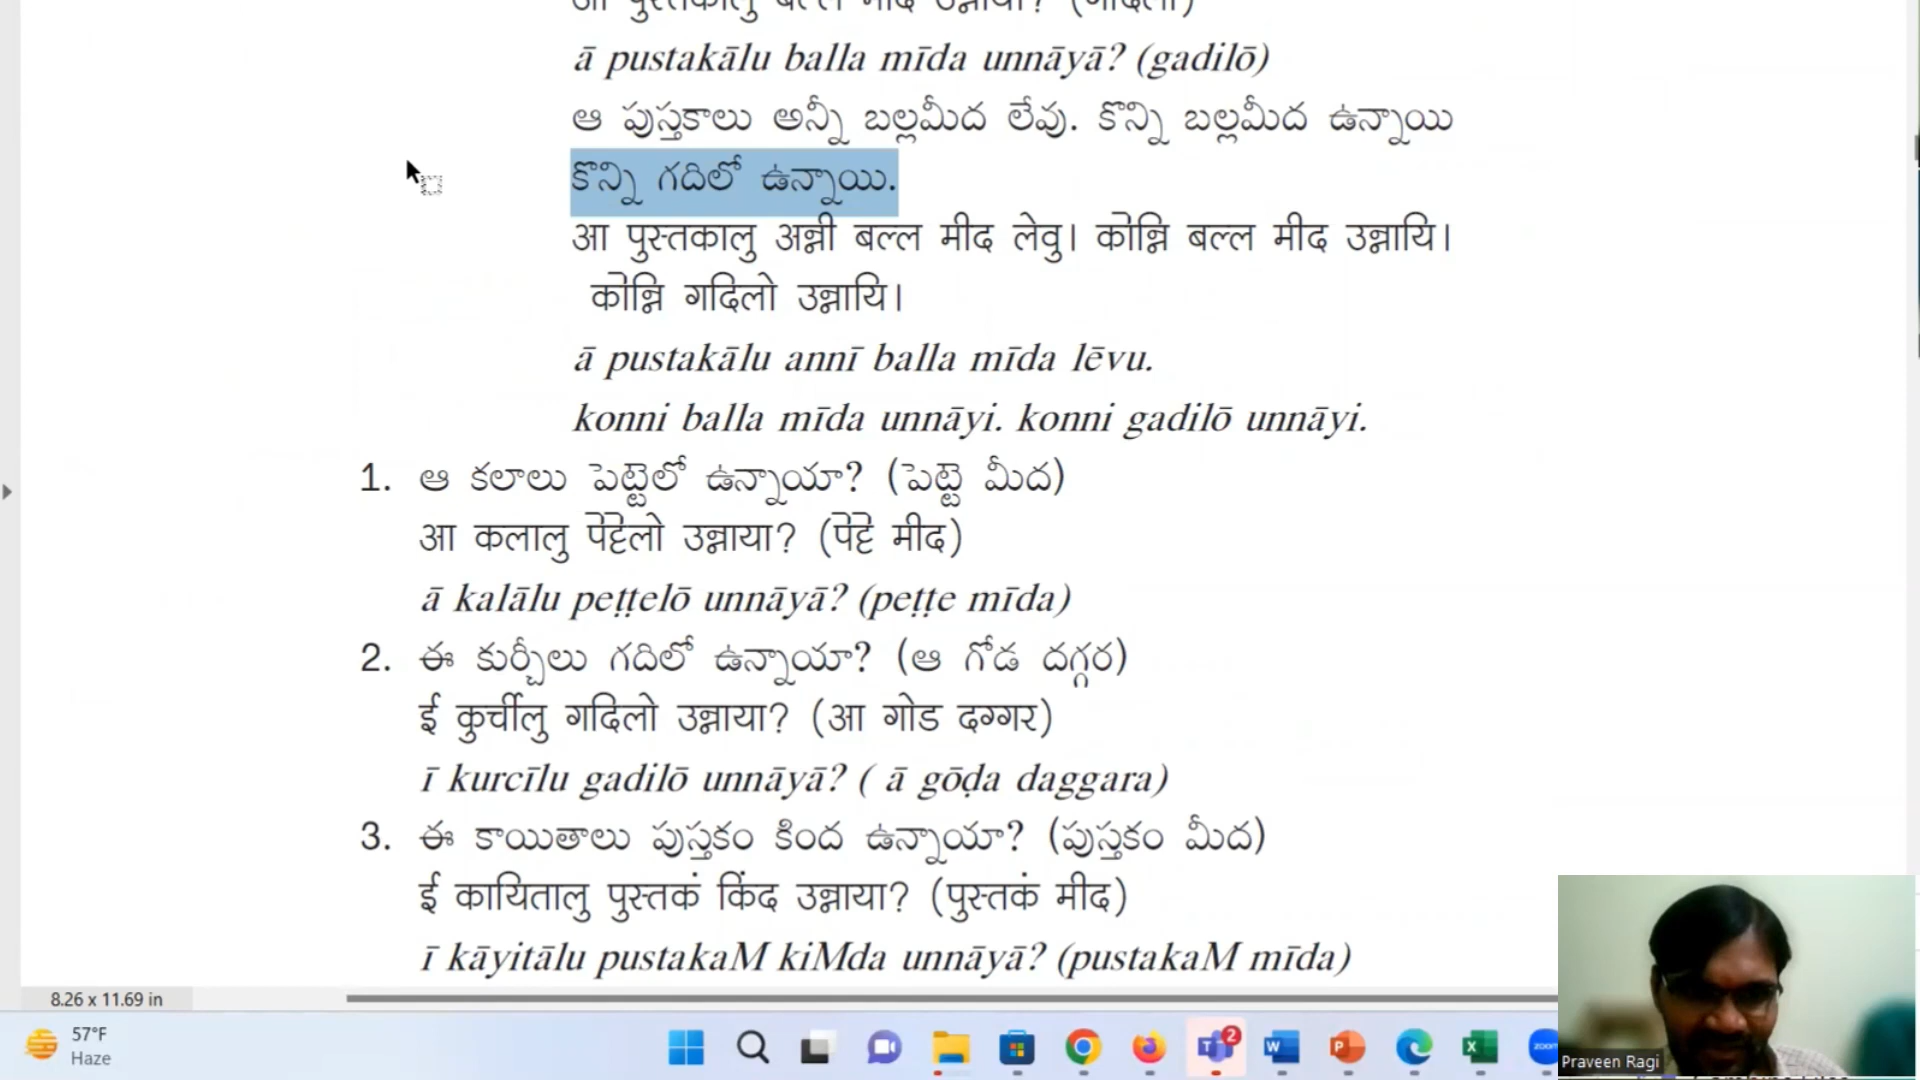 ā pustakālu balla mīda unnāyā? (gadilō)
ఆ పుస్తకాలు అన్నీ బల్లమీద లేవు. కొన్ని బల్లమీద ఉన్నాయి
కొన్ని గదిలో ఉన్నాయి.
आ पुस्तकालु अन्नी बल्ल मीद लेवु। कॊन्नि बल्ल मीद उन्नायि।
कॊन्नि गदिलो उन्नायि।
ā pustakālu annī balla mīda lēvu.
konni balla mīda unnāyi. konni gadilō unnāyi.
1. ఆ కలాలు పెట్టెలో ఉన్నాయా? (పెట్టె మీద)
आ कलालु पॆट्टॆलो उन्नाया? (पॆट्टॆ मीद)
ā kalālu peṭṭelō unnāyā? (peṭṭe mīda)
2. ఈ కుర్చీలు గదిలో ఉన్నాయా? (ఆ గోడ దగ్గర)
ई कुर्चीलु गदिलो उन्नाया? (आ गोड दग्गर)
ī kurcīlu gadilō unnāyā? ( ā gōḍa daggara)
3. ఈ కాయితాలు పుస్తకం కింద ఉన్నాయా? (పుస్తకం మీద)
ई कायितालु पुस्तकं किंद उन्नाया? (पुस्तकं मीद)
ī kāyitālu pustakaM kiMda unnāyā? (pustakaM mīda)
8.26 x 11.69 in
57°F
Haze
2
zoom
Praveen Ragi